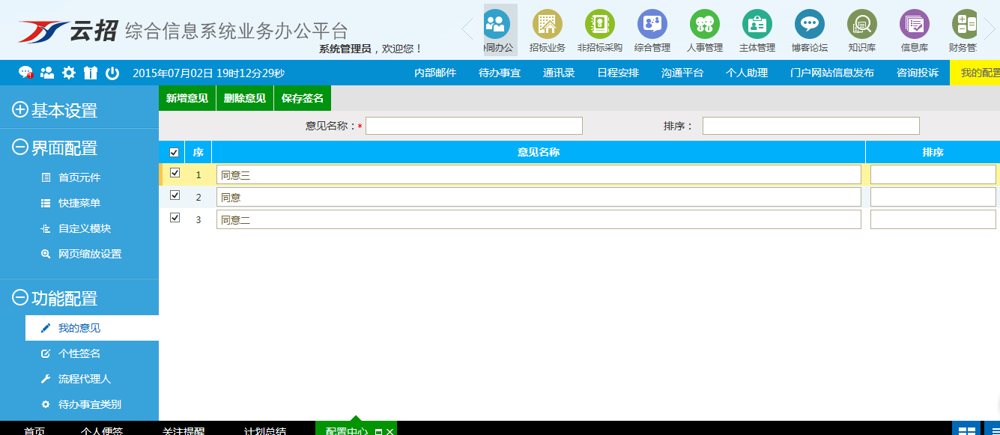 云招 综合信息系统业务办公平台
系统管理员，欢迎您！
同办公 招标业务 非招标采购 综合管理 人事管理 主体管理 博客论坛 知识库 信息库 财务管
2015年07月02日 19时12分29秒 内部邮件 待办事宜 通讯录 日程安排 沟通平台 个人助理 门户网站信息发布 咨询投诉 我的配置
基本设置
界面配置
首页元件
快捷菜单
自定义模块
网页缩放设置
功能配置
我的意见
个性签名
流程代理人
待办事宜类别
新增意见 删除意见 保存签名
意见名称：* 排序：
序 意见名称 排序
1 同意三
2 同意
3 同意二
首页 个人便签 关注提醒 计划总结 配置中心